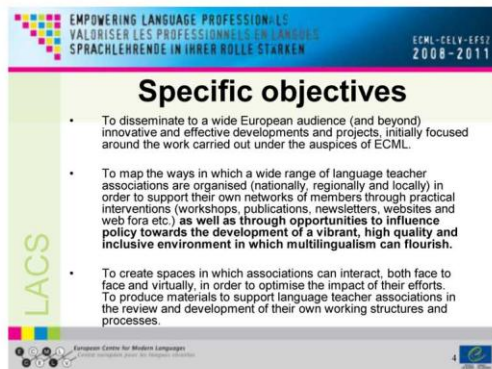 EMPOWERING LANGUAGE PROFESSIONALS
VALORISER LES PROFESSIONNELS EN LANGUES
SPRACHLEHRENDE IN IHRER ROLLE STÄRKEN
ECML-CELV-EFSZ
2008-2011
Specific objectives
• To disseminate to a wide European audience (and beyond)
innovative and effective developments and projects, initially focused
around the work carried out under the auspices of ECML.
• To map the ways in which a wide range of language teacher
associations are organised (nationally, regionally and locally) in
order to support their own networks of members through practical
interventions (workshops, publications, newsletters, websites and
web fora etc.) as well as through opportunities to influence
policy towards the development of a vibrant, high quality and
inclusive environment in which multilingualism can flourish.
• To create spaces in which associations can interact, both face to
face and virtually, in order to optimise the impact of their efforts.
To produce materials to support language teacher associations in
the review and development of their own working structures and
processes.
LACS
E C M L
C E L V
European Centre for Modern Languages
Centre européen pour les langues vivantes
4